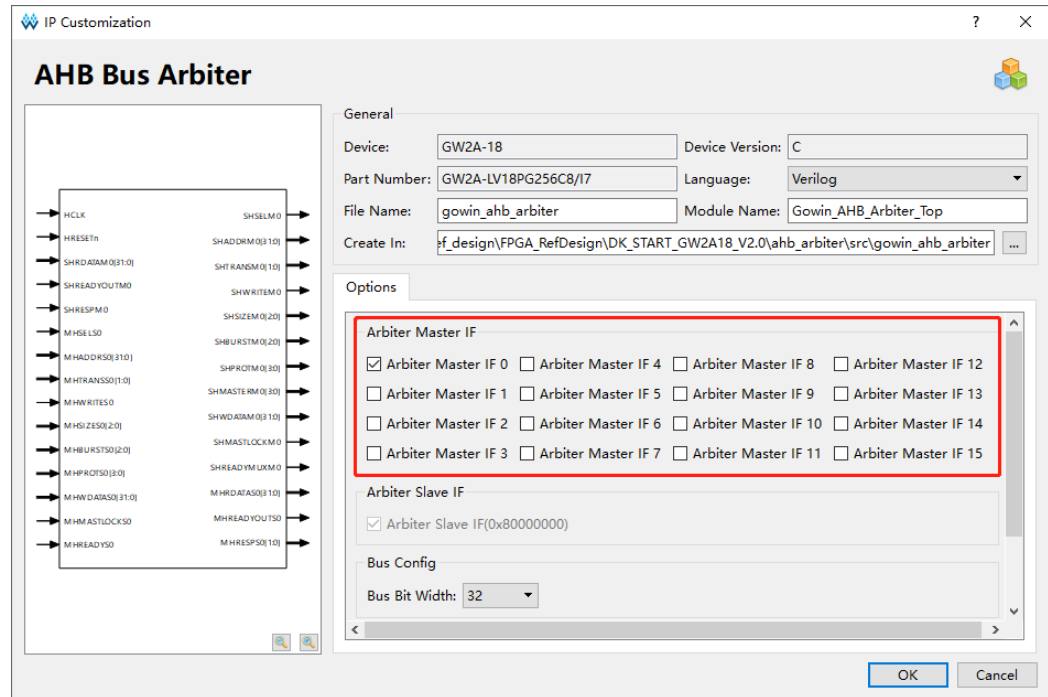 IP Customization
? ×
AHB Bus Arbiter
HCLK
HRESETn
SHRDATAM0[31:0]
SHREADYOUTM0
SHRESPM0
MHSELS0
MHADDRS0[31:0]
MHTRANSS0[1:0]
MHWRITES0
MHSIZES0[2:0]
MHBURSTS0[2:0]
MHPROTS0[3:0]
MHWDATAS0[31:0]
MHMASTLOCKS0
MHREADYS0
SHSELM0
SHADDRM0[31:0]
SHTRANSM0[1:0]
SHWRITEM0
SHSIZEM0[2:0]
SHBURSTM0[2:0]
SHPROTM0[3:0]
SHMASTERM0[3:0]
SHWDATAM0[31:0]
SHMASTLOCKM0
SHREADYMUXM0
MHRDATAS0[31:0]
MHREADYOUTS0
MHRESPS0[1:0]
General
Device: GW2A-18 Device Version: C
Part Number: GW2A-LV18PG256C8/I7 Language: Verilog
File Name: gowin_ahb_arbiter Module Name: Gowin_AHB_Arbiter_Top
Create In: ef_design\FPGA_RefDesign\DK_START_GW2A18_V2.0\ahb_arbiter\src\gowin_ahb_arbiter ...
Options
Arbiter Master IF
Arbiter Master IF 0 Arbiter Master IF 4 Arbiter Master IF 8 Arbiter Master IF 12
Arbiter Master IF 1 Arbiter Master IF 5 Arbiter Master IF 9 Arbiter Master IF 13
Arbiter Master IF 2 Arbiter Master IF 6 Arbiter Master IF 10 Arbiter Master IF 14
Arbiter Master IF 3 Arbiter Master IF 7 Arbiter Master IF 11 Arbiter Master IF 15
Arbiter Slave IF
Arbiter Slave IF(0x80000000)
Bus Config
Bus Bit Width: 32
OK Cancel